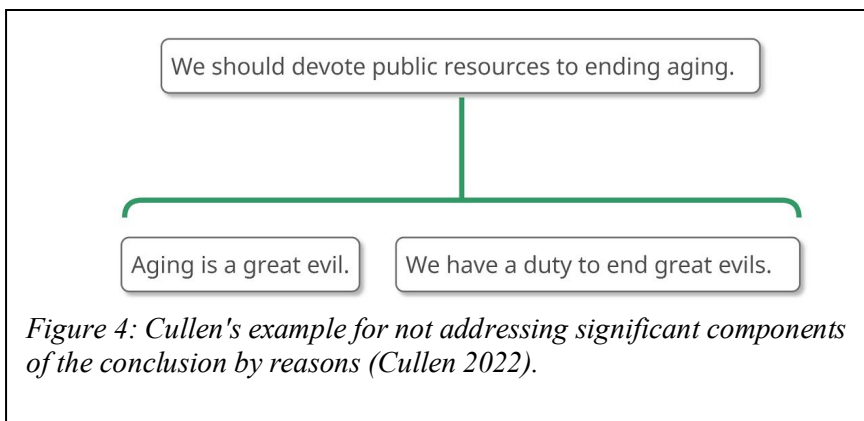 We should devote public resources to ending aging.
Aging is a great evil.
We have a duty to end great evils.
Figure 4: Cullen's example for not addressing significant components
of the conclusion by reasons (Cullen 2022).